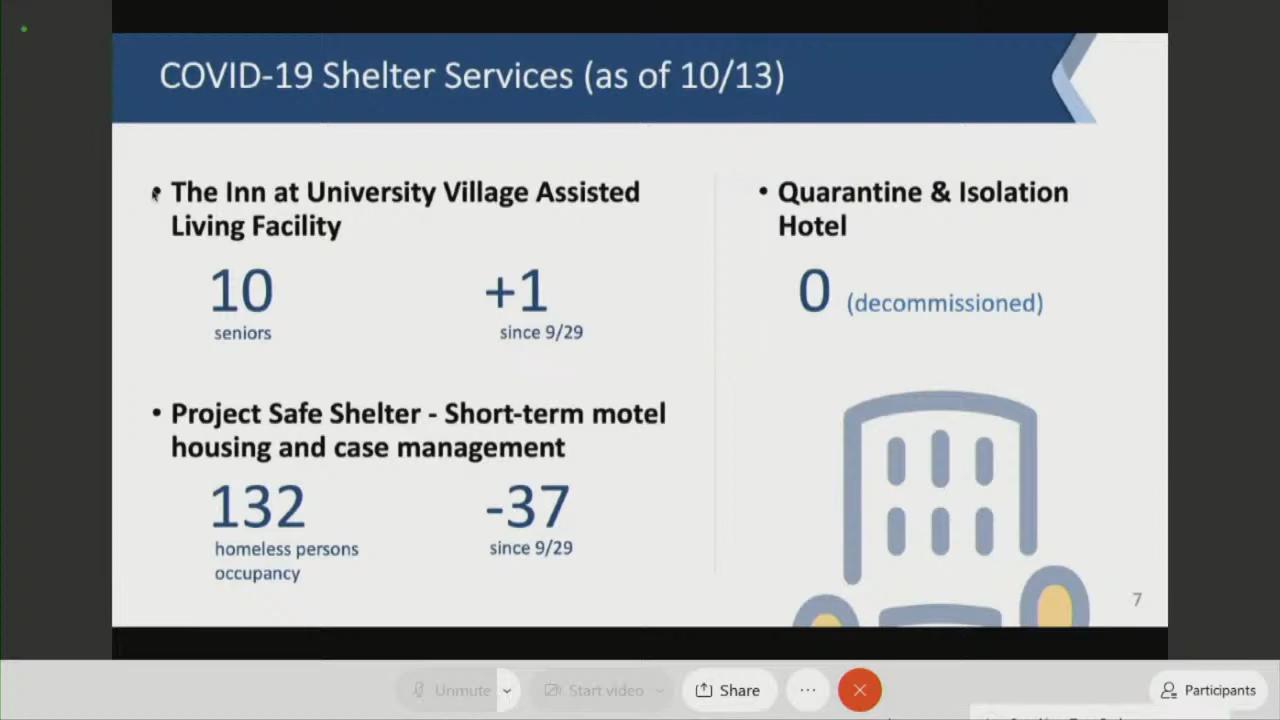 COVID-19 Shelter Services (as of 10/13)
• The Inn at University Village Assisted
Living Facility
10
seniors
+1
since 9/29
• Project Safe Shelter - Short-term motel
housing and case management
132
homeless persons
occupancy
-37
since 9/29
• Quarantine & Isolation
Hotel
0 (decommissioned)
7
Unmute
Start video
Share
Participants